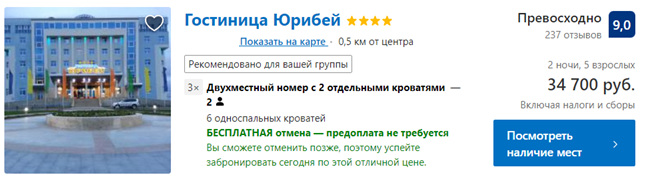 Гостиница Юрибей
Показать на карте · 0,5 км от центра
Рекомендовано для вашей группы
3× Двухместный номер с 2 отдельными кроватями —
2
6 односпальных кроватей
БЕСПЛАТНАЯ отмена — предоплата не требуется
Вы сможете отменить позже, поэтому успейте
забронировать сегодня по этой отличной цене.
Превосходно 9,0
237 отзывов
2 ночи, 5 взрослых
34 700 руб.
Включая налоги и сборы
Посмотреть
наличие мест